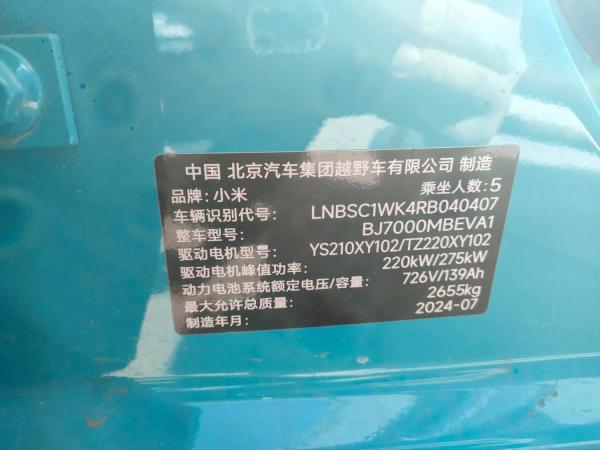 中国 北京汽车集团越野车有限公司 制造
品牌:小米 乘坐人数:5
车辆识别代号: LNBSC1WK4RB040407
整车型号: BJ7000MBEVA1
驱动电机型号: YS210XY102/TZ220XY102
驱动电机峰值功率: 220kW/275kW
动力电池系统额定电压/容量: 726V/139Ah
最大允许总质量: 2655kg
制造年月: 2024-07